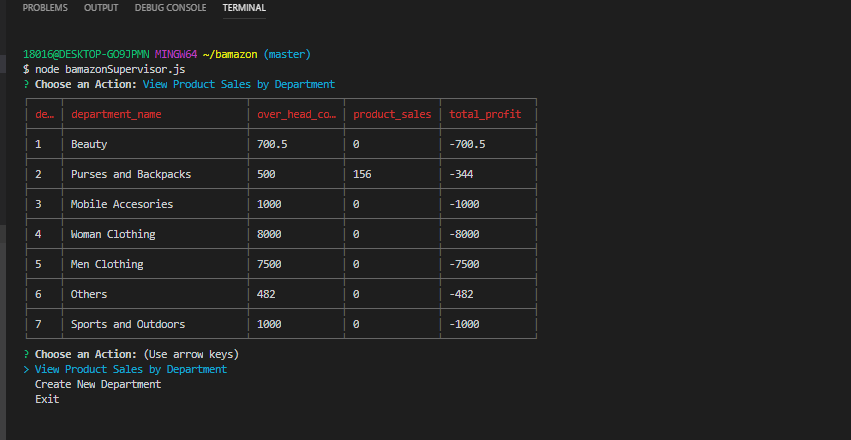 PROBLEMS OUTPUT DEBUG CONSOLE TERMINAL
18016@DESKTOP-GO9JPMN MINGW64 ~/bamazon (master)
$ node bamazonSupervisor.js
? Choose an Action: View Product Sales by Department
de… department_name over_head_co… product_sales total_profit
1 Beauty 700.5 0 -700.5
2 Purses and Backpacks 500 156 -344
3 Mobile Accesories 1000 0 -1000
4 Woman Clothing 8000 0 -8000
5 Men Clothing 7500 0 -7500
6 Others 482 0 -482
7 Sports and Outdoors 1000 0 -1000
? Choose an Action: (Use arrow keys)
> View Product Sales by Department
Create New Department
Exit